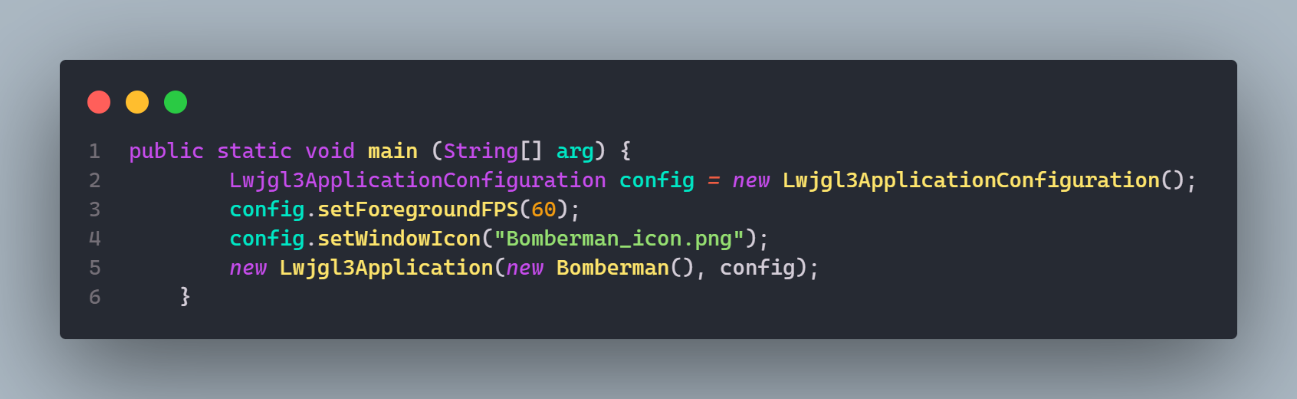 1 public static void main (String[] arg) {
2         Lwjgl3ApplicationConfiguration config = new Lwjgl3ApplicationConfiguration();
3         config.setForegroundFPS(60);
4         config.setWindowIcon("Bomberman_icon.png");
5         new Lwjgl3Application(new Bomberman(), config);
6     }